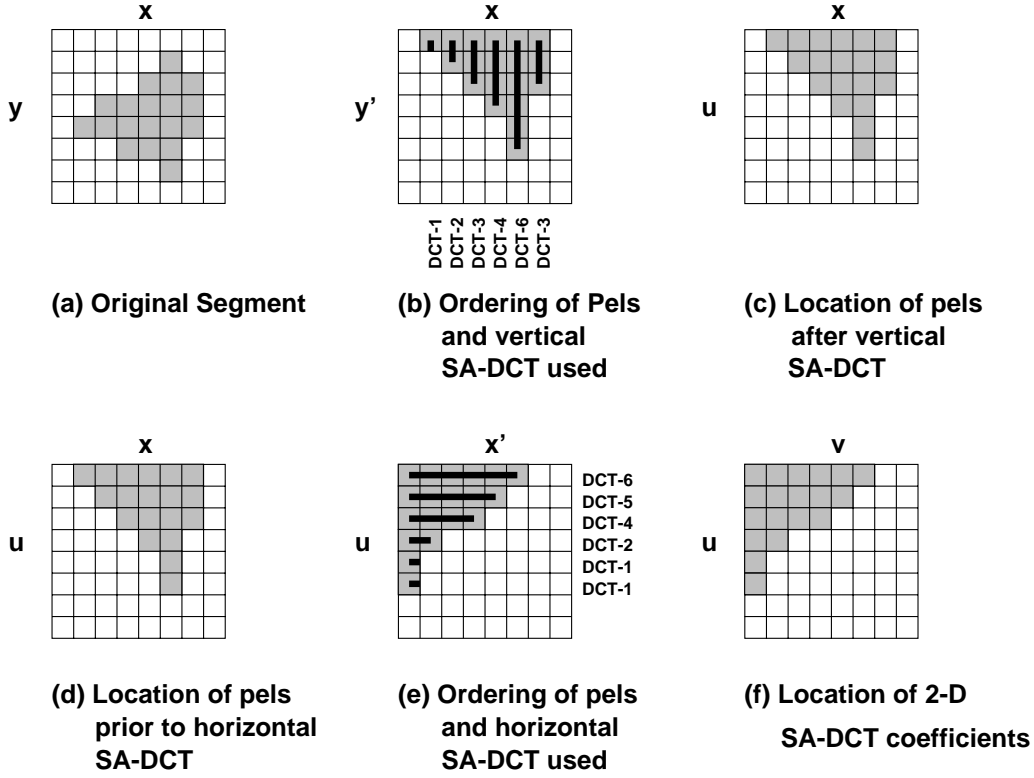 x
x
x
y
y’
u
DCT-1
DCT-2
DCT-3
DCT-4
DCT-6
DCT-3
(a) Original Segment
(b) Ordering of Pels
and vertical
SA-DCT used
(c) Location of pels
after vertical
SA-DCT
x
x’
v
u
u
u
DCT-6
DCT-5
DCT-4
DCT-2
DCT-1
DCT-1
(d) Location of pels
prior to horizontal
SA-DCT
(e) Ordering of pels
and horizontal
SA-DCT used
(f) Location of 2-D
SA-DCT coefficients